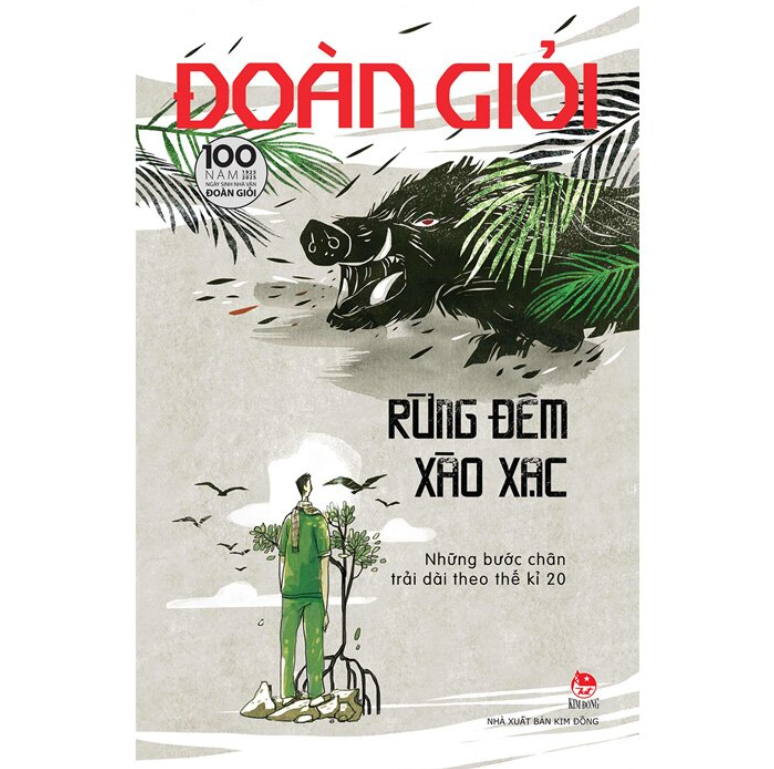 ĐOÀN GIỎI
100
NĂM 1925 2025
NGÀY SINH NHÀ VĂN
ĐOÀN GIỎI
RỪNG ĐÊM
XÀO XẠC
Những bước chân
trải dài theo thế kỉ 20
KIM ĐỒNG
NHÀ XUẤT BẢN KIM ĐỒNG